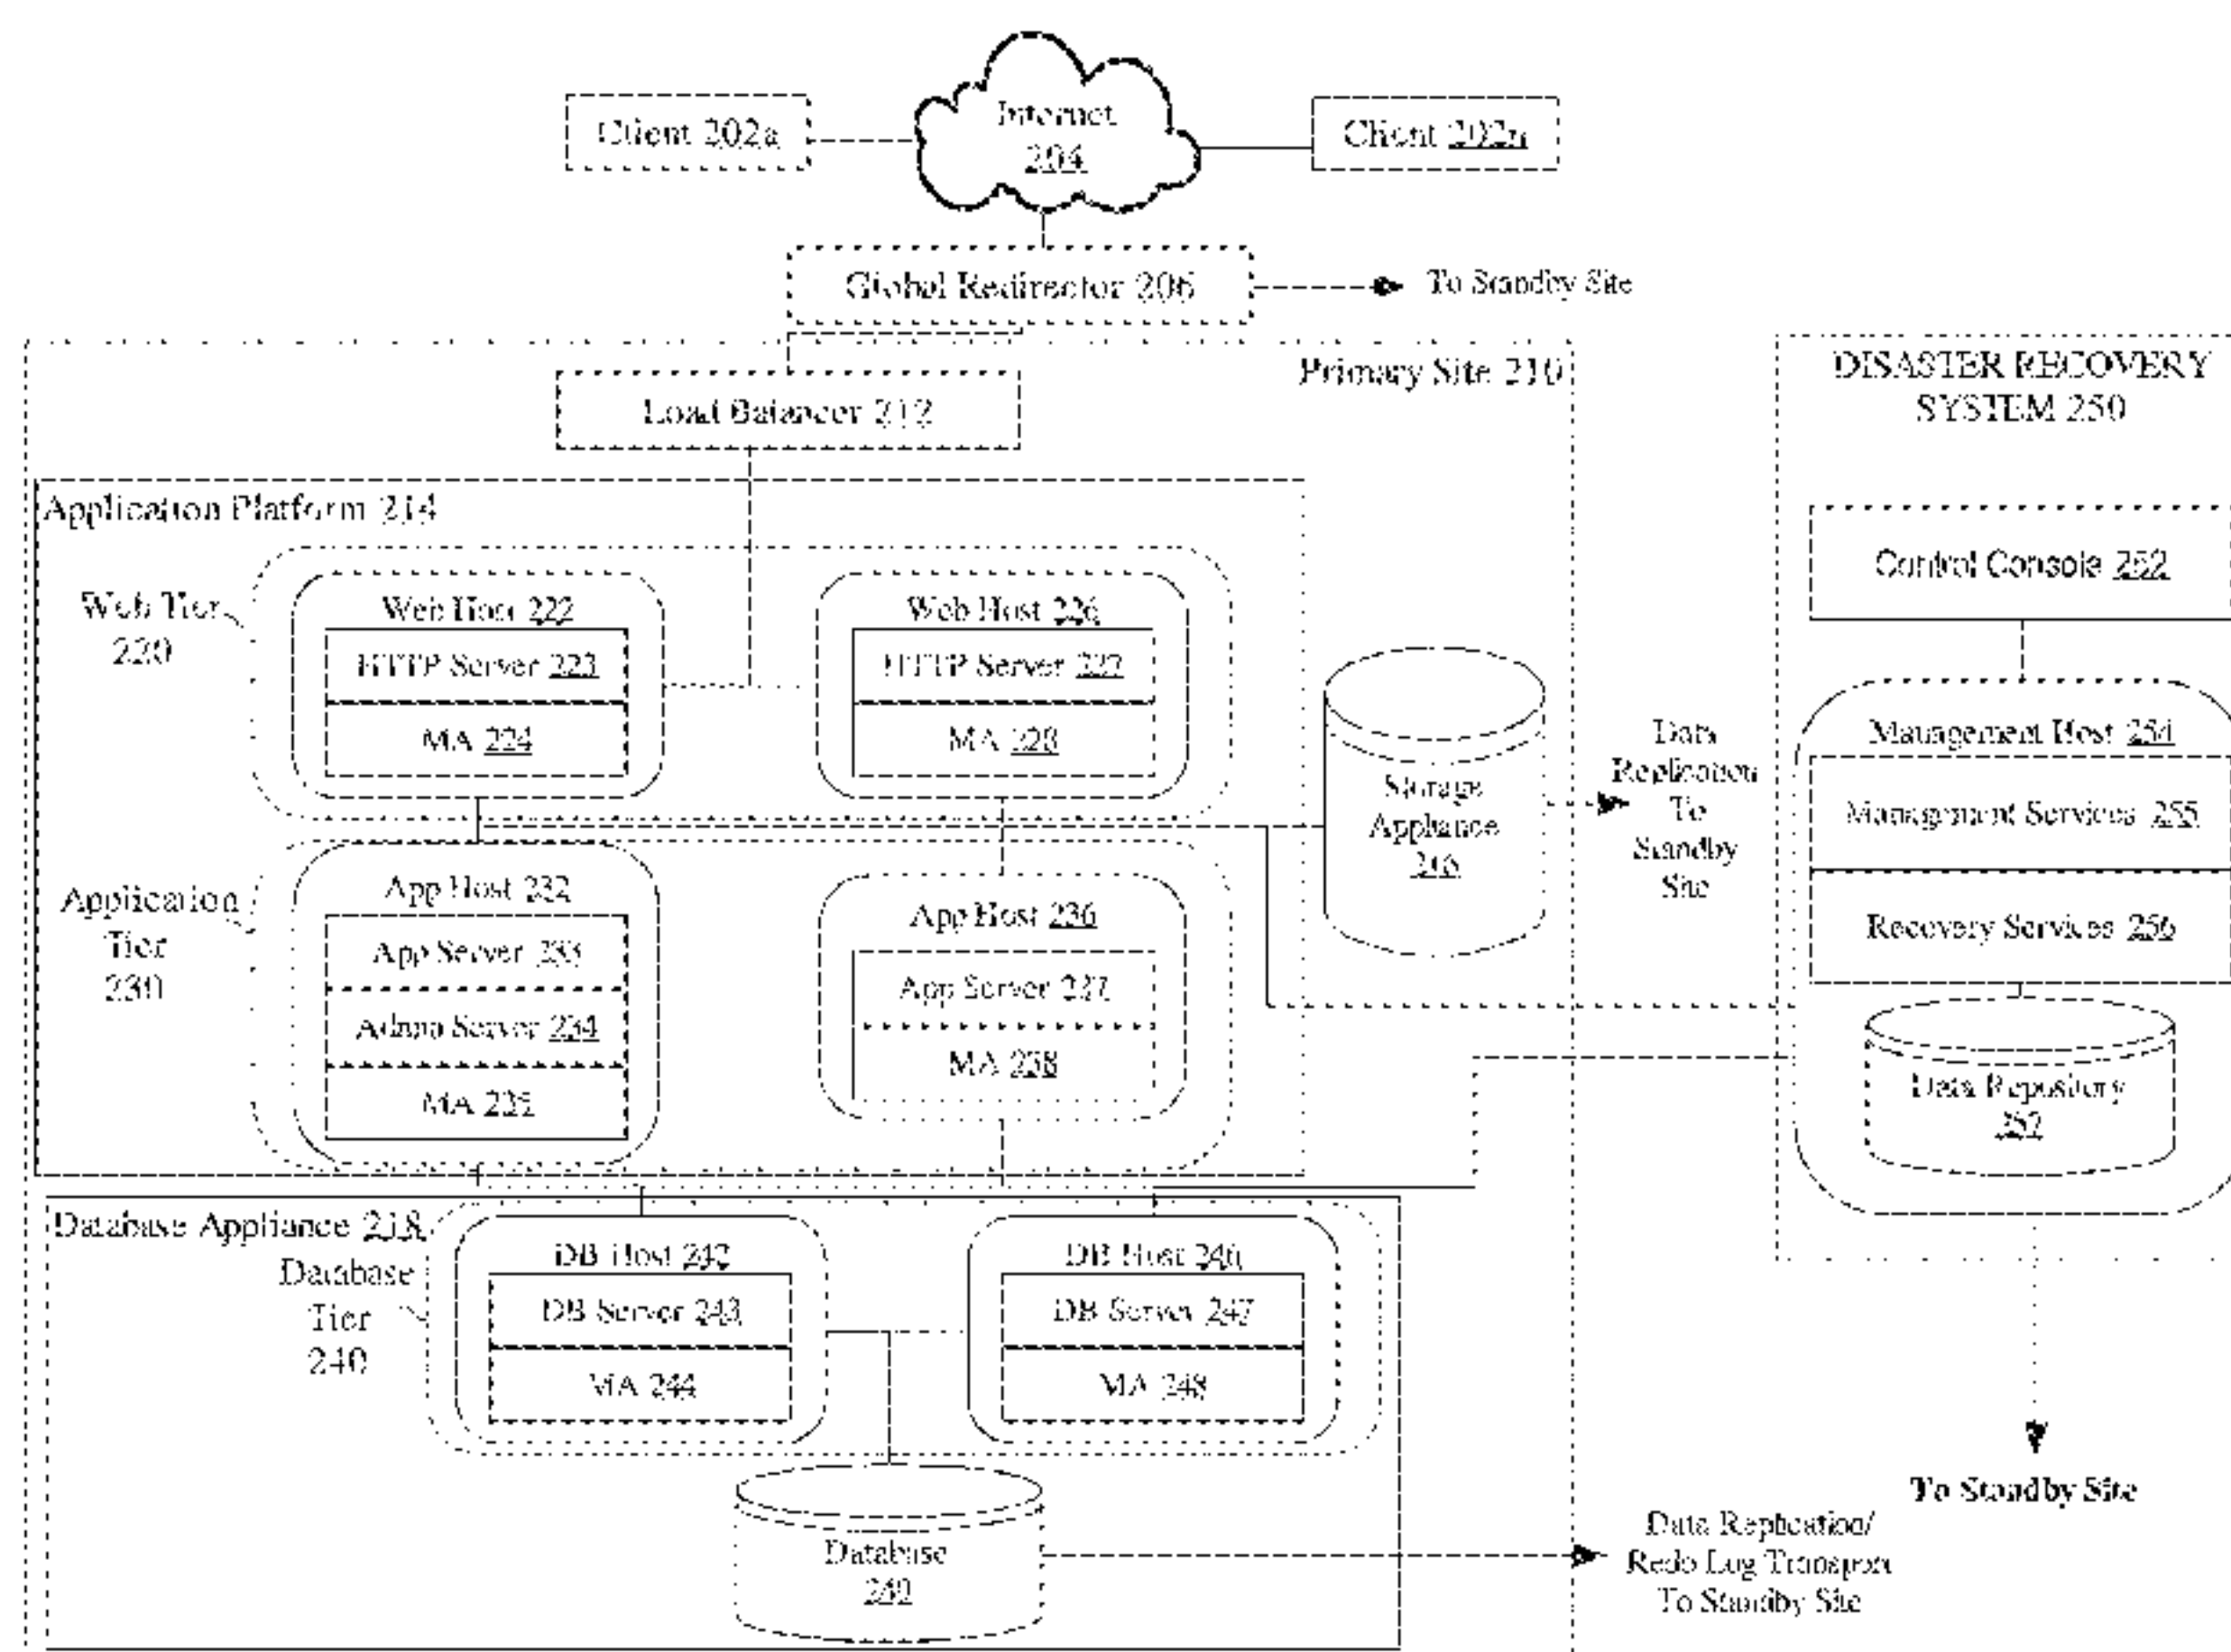 Client 202a
Internet
204
Client 202n
Global Redirector 206
To Standby Site
Primary Site 210
DISASTER RECOVERY
SYSTEM 250
Load Balancer 212
Application Platform 214
Control Console 252
Web Tier
220
Web Host 222
HTTP Server 223
MA 224
Web Host 226
HTTP Server 227
MA 228
Storage
Appliance
216
Data
Replication
To
Standby
Site
Management Host 254
Management Services 255
Recovery Services 256
Data Repository
257
Application
Tier
230
App Host 232
App Server 233
Admin Server 234
MA 235
App Host 236
App Server 237
MA 238
Database Appliance 218
Database
Tier
240
DB Host 242
DB Server 243
MA 244
DB Host 246
DB Server 247
MA 248
Database
To Standby Site
Data Replication/
Redo Log Transport
To Standby Site